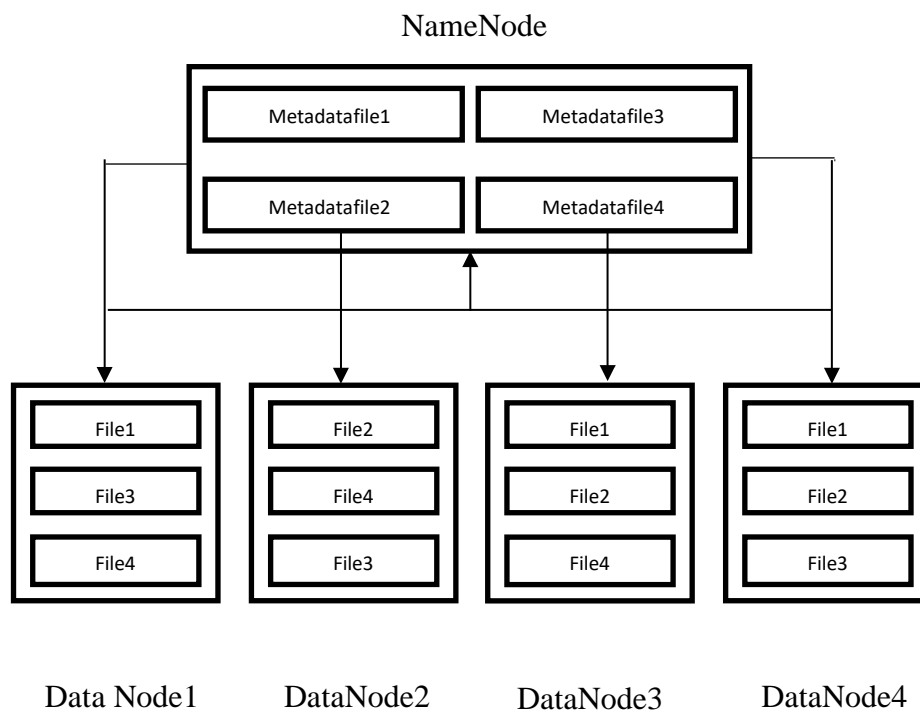 NameNode
Metadatafile1
Metadatafile3
Metadatafile2
Metadatafile4
File1
File3
File4
File2
File4
File3
File1
File2
File4
File1
File2
File3
Data Node1
DataNode2
DataNode3
DataNode4